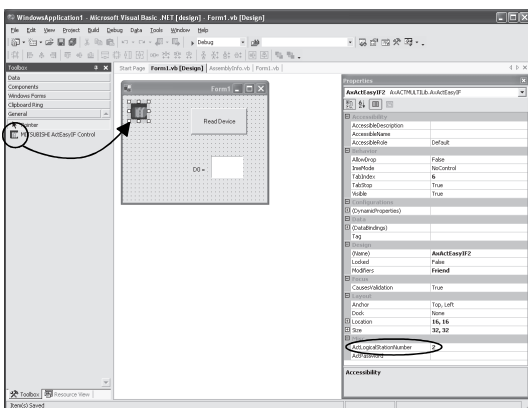 WindowsApplication1 - Microsoft Visual Basic .NET [design] - Form1.vb [Design]
File Edit View Project Build Debug Data Tools Window Help
Debug
Toolbox
Start Page Form1.vb [Design] AssemblyInfo.vb Form1.vb
Data
Components
Windows Forms
Clipboard Ring
General
Pointer
MITSUBISHI ActEasyIF Control
Form1
Read Device
D0 =
Properties
AxActEasyIF2 AxACTMULTILib.AxActEasyIF
Accessibility
AccessibleDescription
AccessibleName
AccessibleRole Default
Behavior
AllowDrop False
ImeMode NoControl
TabIndex 6
TabStop True
Visible True
Configurations
(DynamicProperties)
Data
(DataBindings)
Tag
Design
(Name) AxActEasyIF2
Locked False
Modifiers Friend
Focus
CausesValidation True
Layout
Anchor Top, Left
Dock None
Location 16, 16
Size 32, 32
Misc
ActLogicalStationNumber 2
ActPassword
Accessibility
Toolbox Resource View
Item(s) Saved